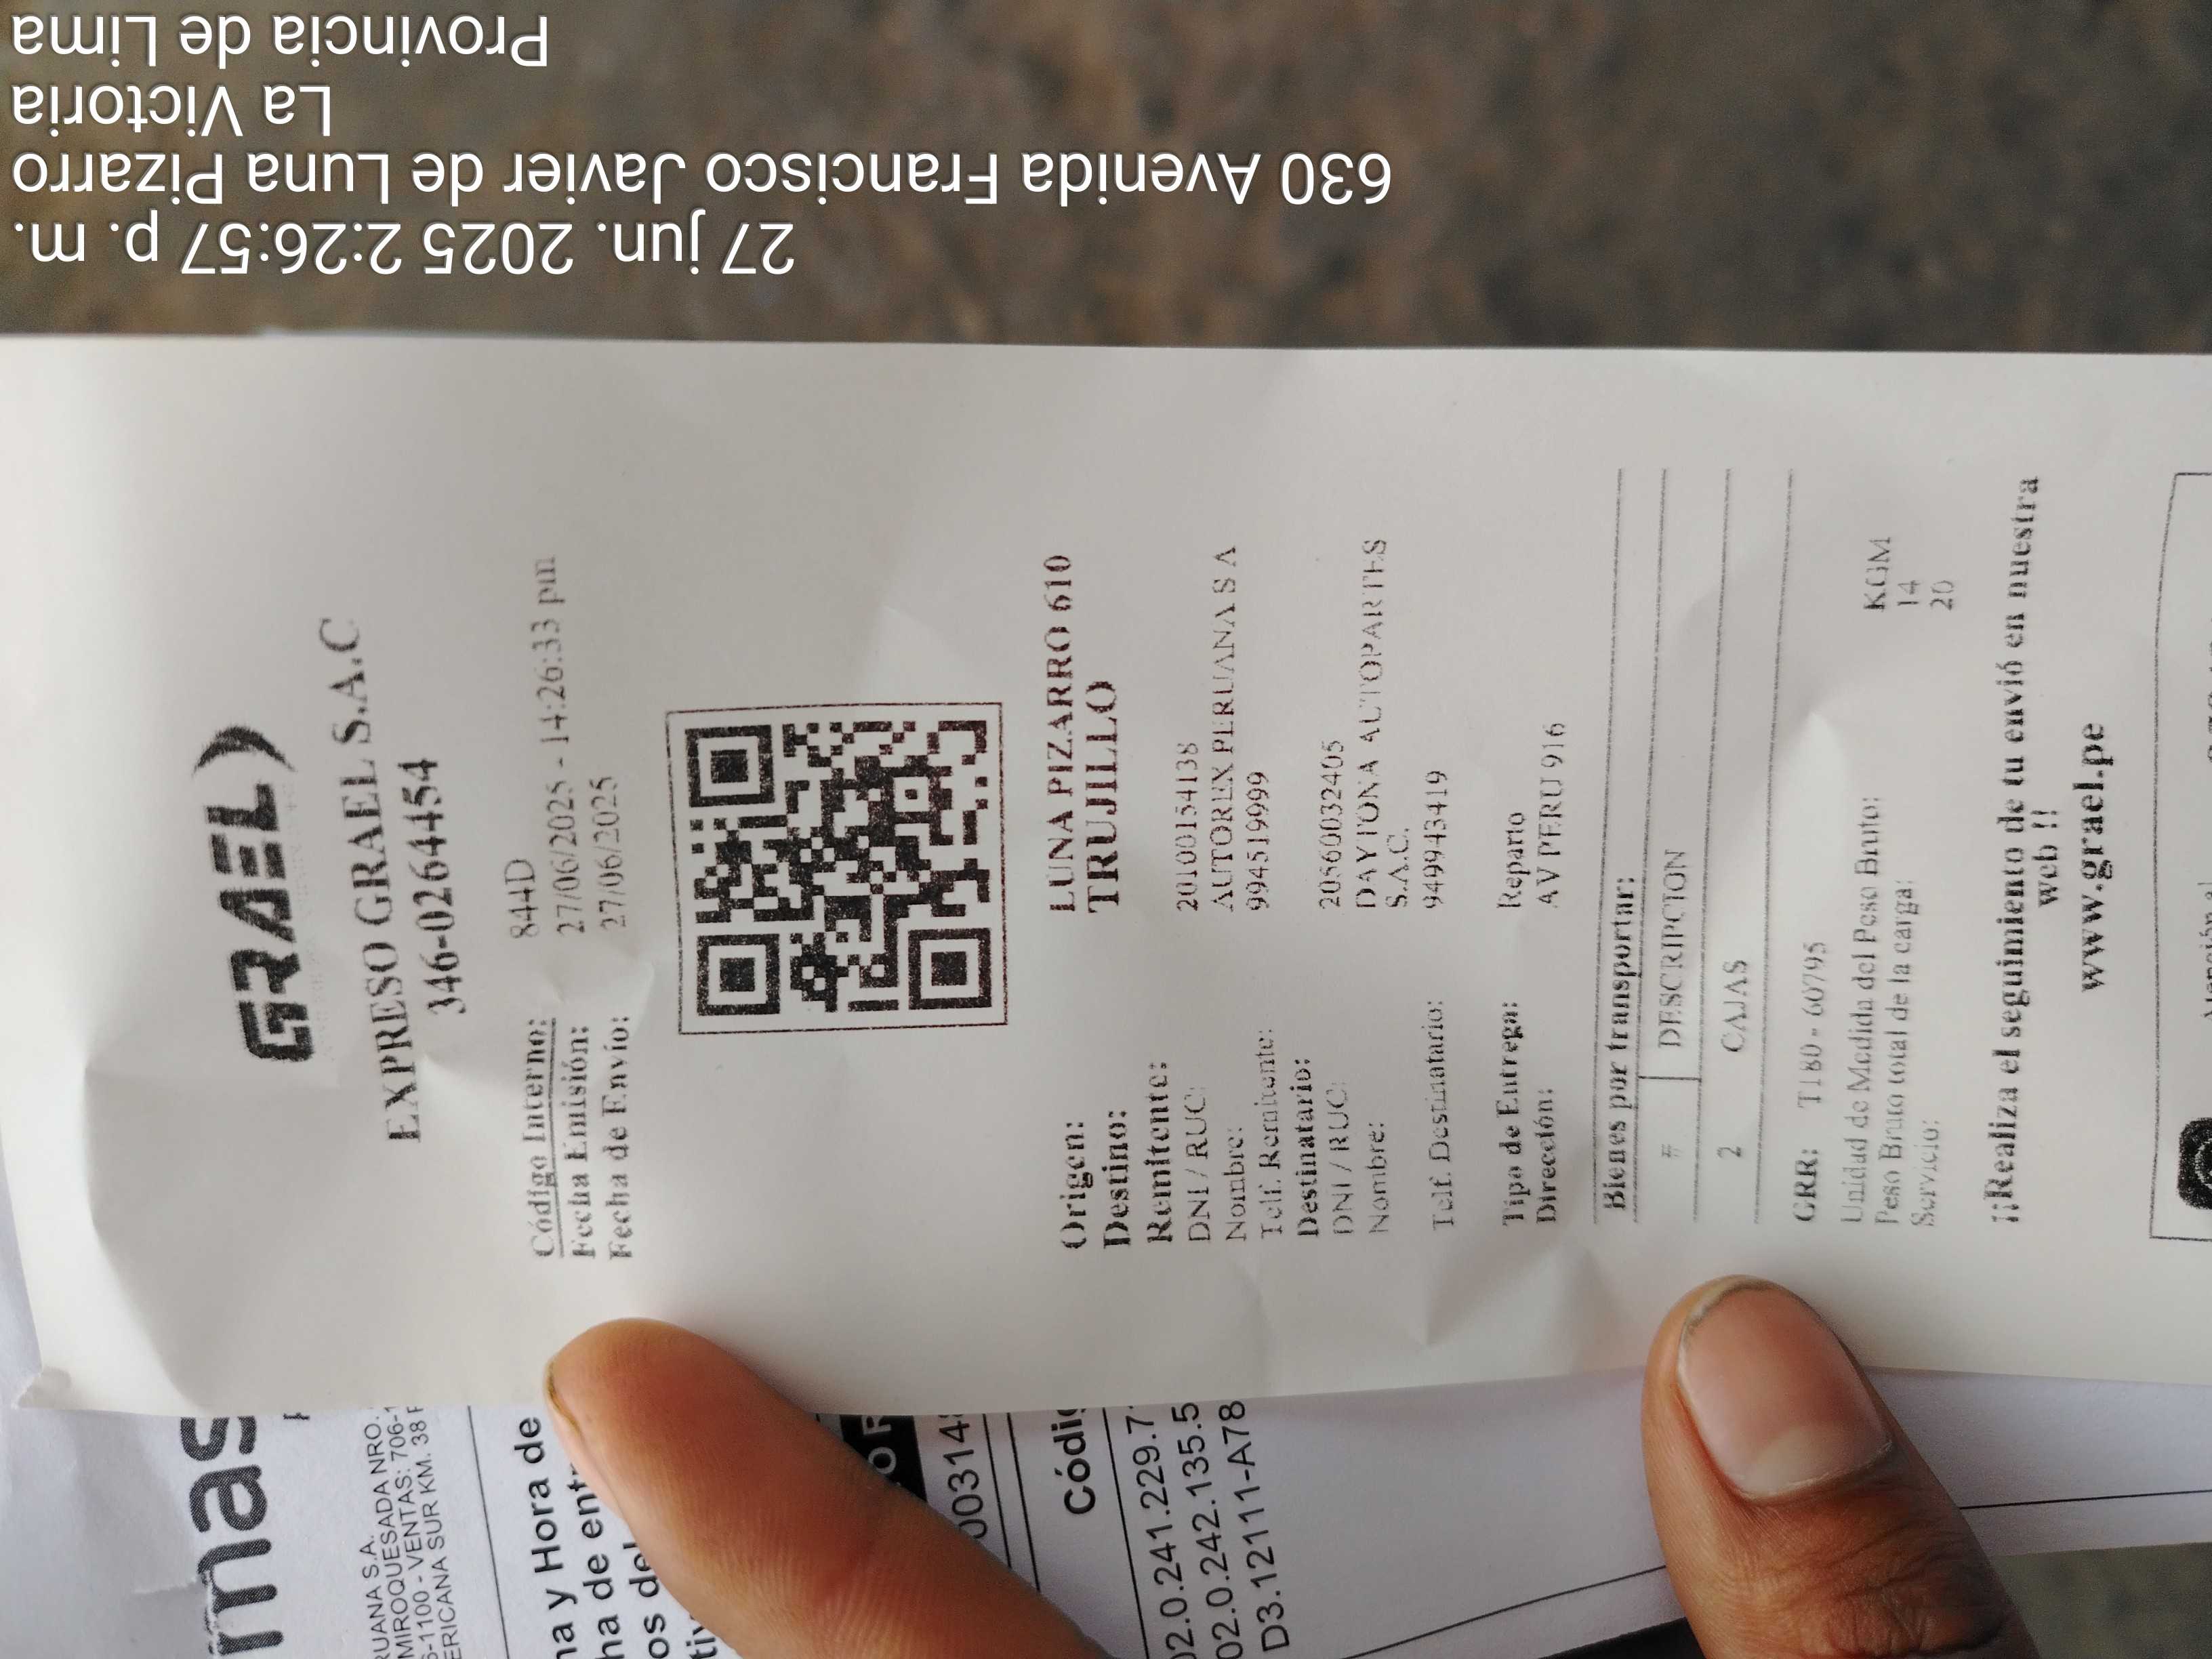 27 jun. 2025 2:26:57 p. m.
630 Avenida Francisco Javier de Luna Pizarro
La Victoria
Provincia de Lima
GRAEL
EXPRESO GRAEL S.A.C
346-0264454
Código Interno: 844D
Fecha Emisión: 27/06/2025 - 14:26:33 pm
Fecha de Envío: 27/06/2025
Origen: LUNA PIZARRO 610
Destino: TRUJILLO
Remitente:
DNI / RUC: 20100154138
Nombre: AUTOREX PERUANA S A
Telf. Remitente: 994519999
Destinatario:
DNI / RUC: 20560032405
Nombre: DAYTONA AUTOPARTES
S.A.C.
Telf. Destinatario: 949943419
Tipo de Entrega: Reparto
Dirección: AV PERU 916
Bienes por transportar:
# DESCRIPCION
2 CAJAS
GRR: T180 - 60795
Unidad de Medida del Peso Bruto: KGM
Peso Bruto total de la carga: 14
Servicio: 20
¡¡Realiza el seguimiento de tu envió en nuestra
web !!
www.grael.pe
mas
RUANA S.A.
MIROQUESADA NRO.
6-1100 - VENTAS: 706-1
ERICANA SUR KM. 38
na y Hora de
ha de entr
os del
003148
Códig
02.0.241.229.7
02.0.242.135.5
D3.12111-A78